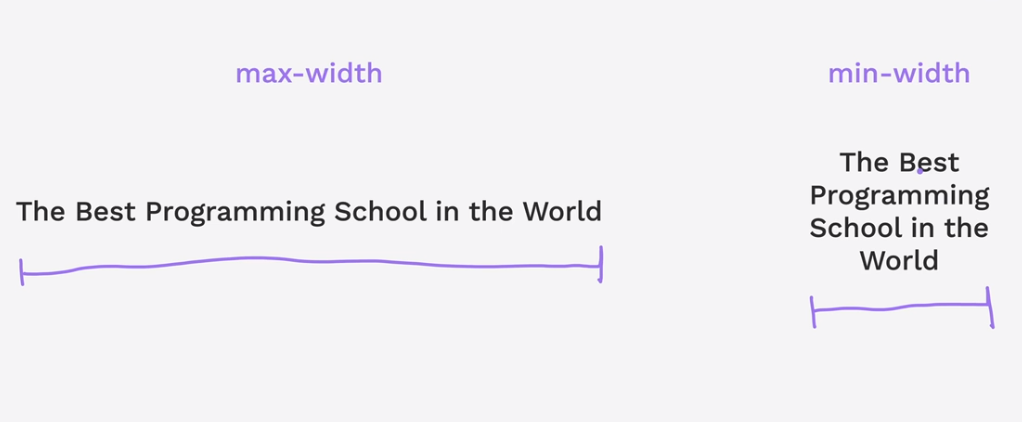 max-width
The Best Programming School in the World
min-width
The Best
Programming
School in the
World